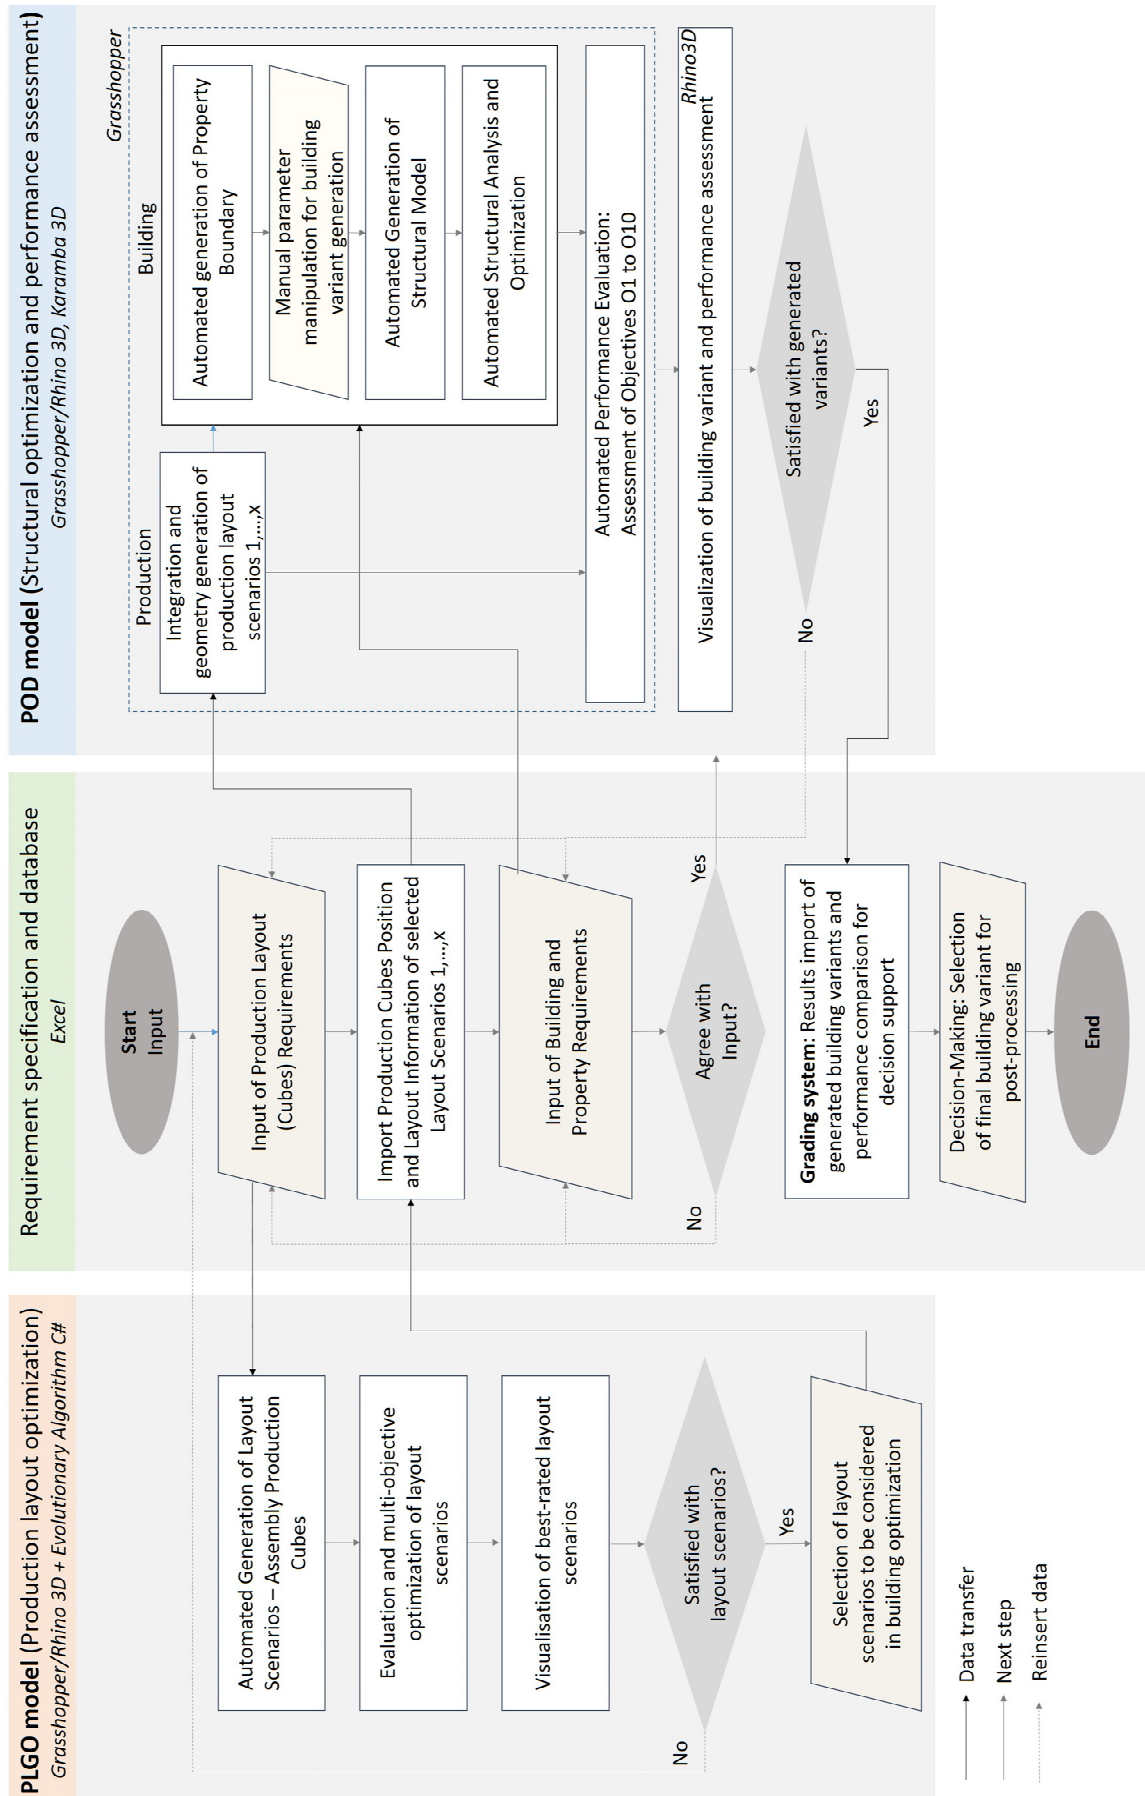 PLGO model (Production layout optimization)
Grasshopper/Rhino 3D + Evolutionary Algorithm C#
Automated Generation of Layout
Scenarios – Assembly Production
Cubes
Evaluation and multi-objective
optimization of layout
scenarios
Visualisation of best-rated layout
scenarios
Satisfied with
layout scenarios?
No
Yes
Selection of layout
scenarios to be considered
in building optimization
Data transfer
Next step
Reinsert data
Requirement specification and database
Excel
Start
Input
Input of Production Layout
(Cubes) Requirements
Import Production Cubes Position
and Layout Information of selected
Layout Scenarios 1,...,x
Input of Building and
Property Requirements
Agree with
Input?
No
Yes
Grading system: Results import of
generated building variants and
performance comparison for
decision support
Decision-Making: Selection
of final building variant for
post-processing
End
POD model (Structural optimization and performance assessment)
Grasshopper/Rhino 3D, Karamba 3D
Grasshopper
Production
Integration and
geometry generation of
production layout
scenarios 1,...,x
Building
Automated generation of Property
Boundary
Manual parameter
manipulation for building
variant generation
Automated Generation of
Structural Model
Automated Structural Analysis and
Optimization
Automated Performance Evaluation:
Assessment of Objectives O1 to O10
Rhino3D
Visualization of building variant and performance assessment
Satisfied with generated
variants?
No
Yes